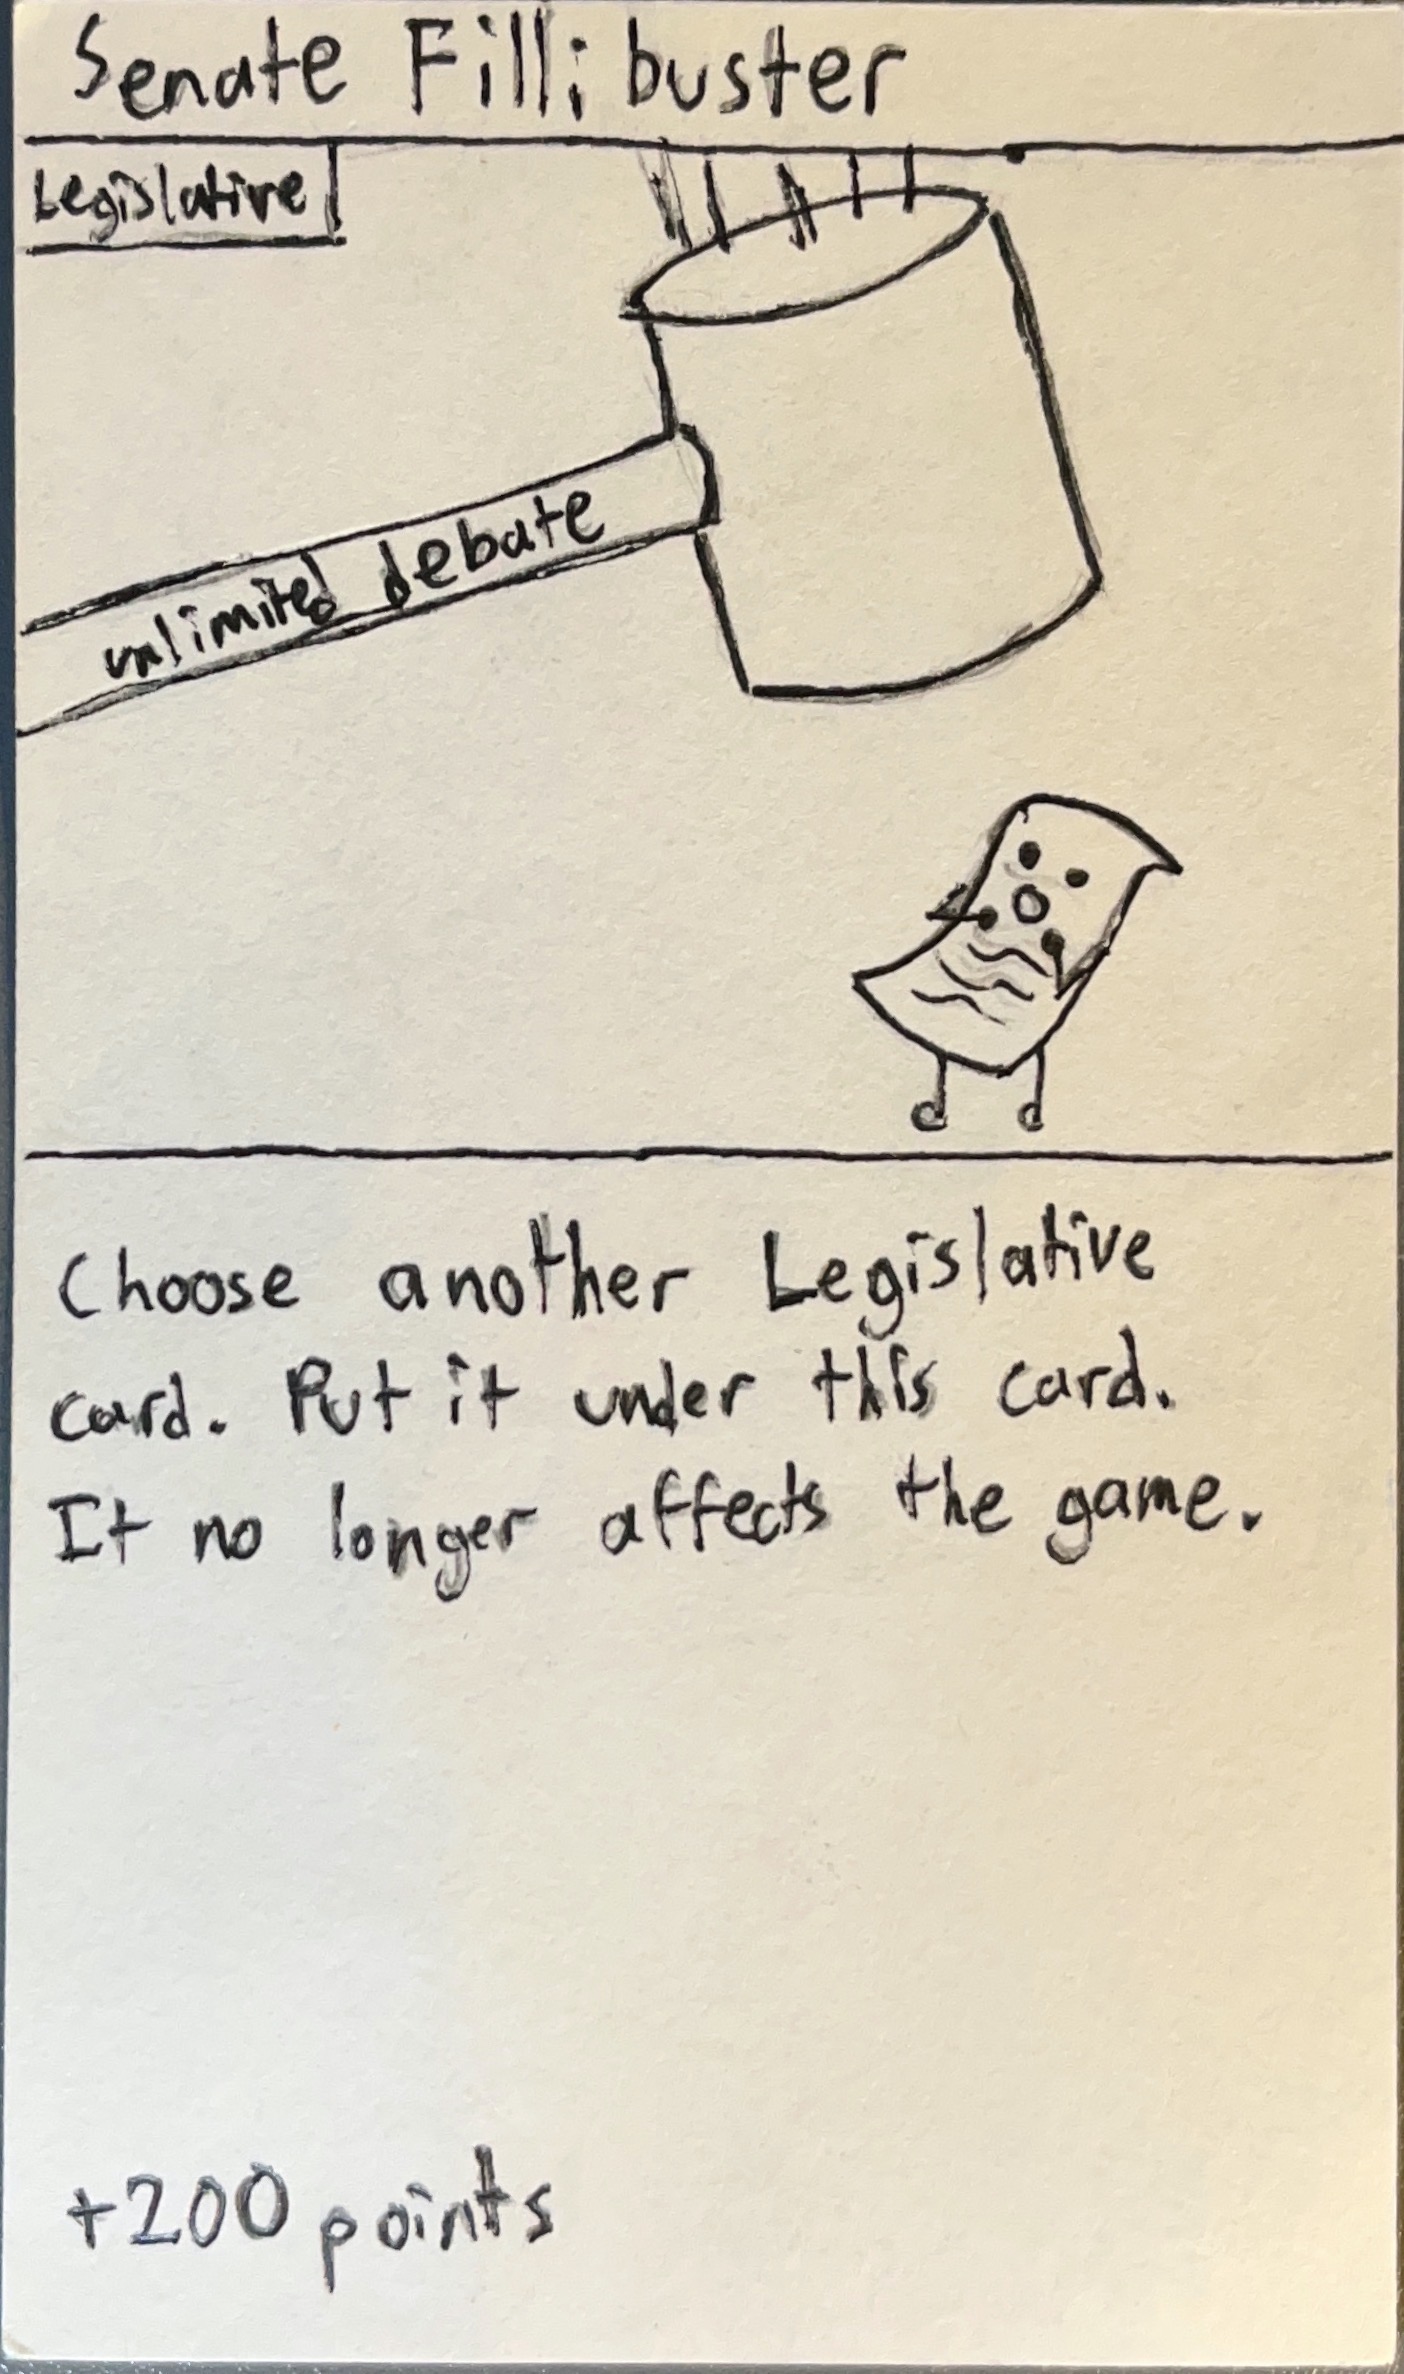 Senate Fillibuster
Legislative
unlimited debate
Choose another Legislative
card. Put it under this card.
It no longer affects the game.
+200 points